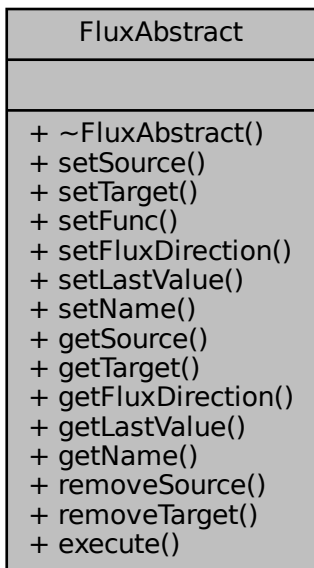 FluxAbstract
+ ~FluxAbstract()
+ setSource()
+ setTarget()
+ setFunc()
+ setFluxDirection()
+ setLastValue()
+ setName()
+ getSource()
+ getTarget()
+ getFluxDirection()
+ getLastValue()
+ getName()
+ removeSource()
+ removeTarget()
+ execute()